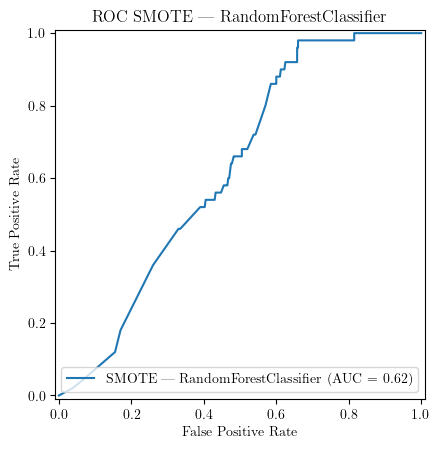 ROC SMOTE — RandomForestClassifier
1.0
0.8
0.6
0.4
0.2
0.0
True Positive Rate
SMOTE — RandomForestClassifier (AUC = 0.62)
0.0 0.2 0.4 0.6 0.8 1.0
False Positive Rate